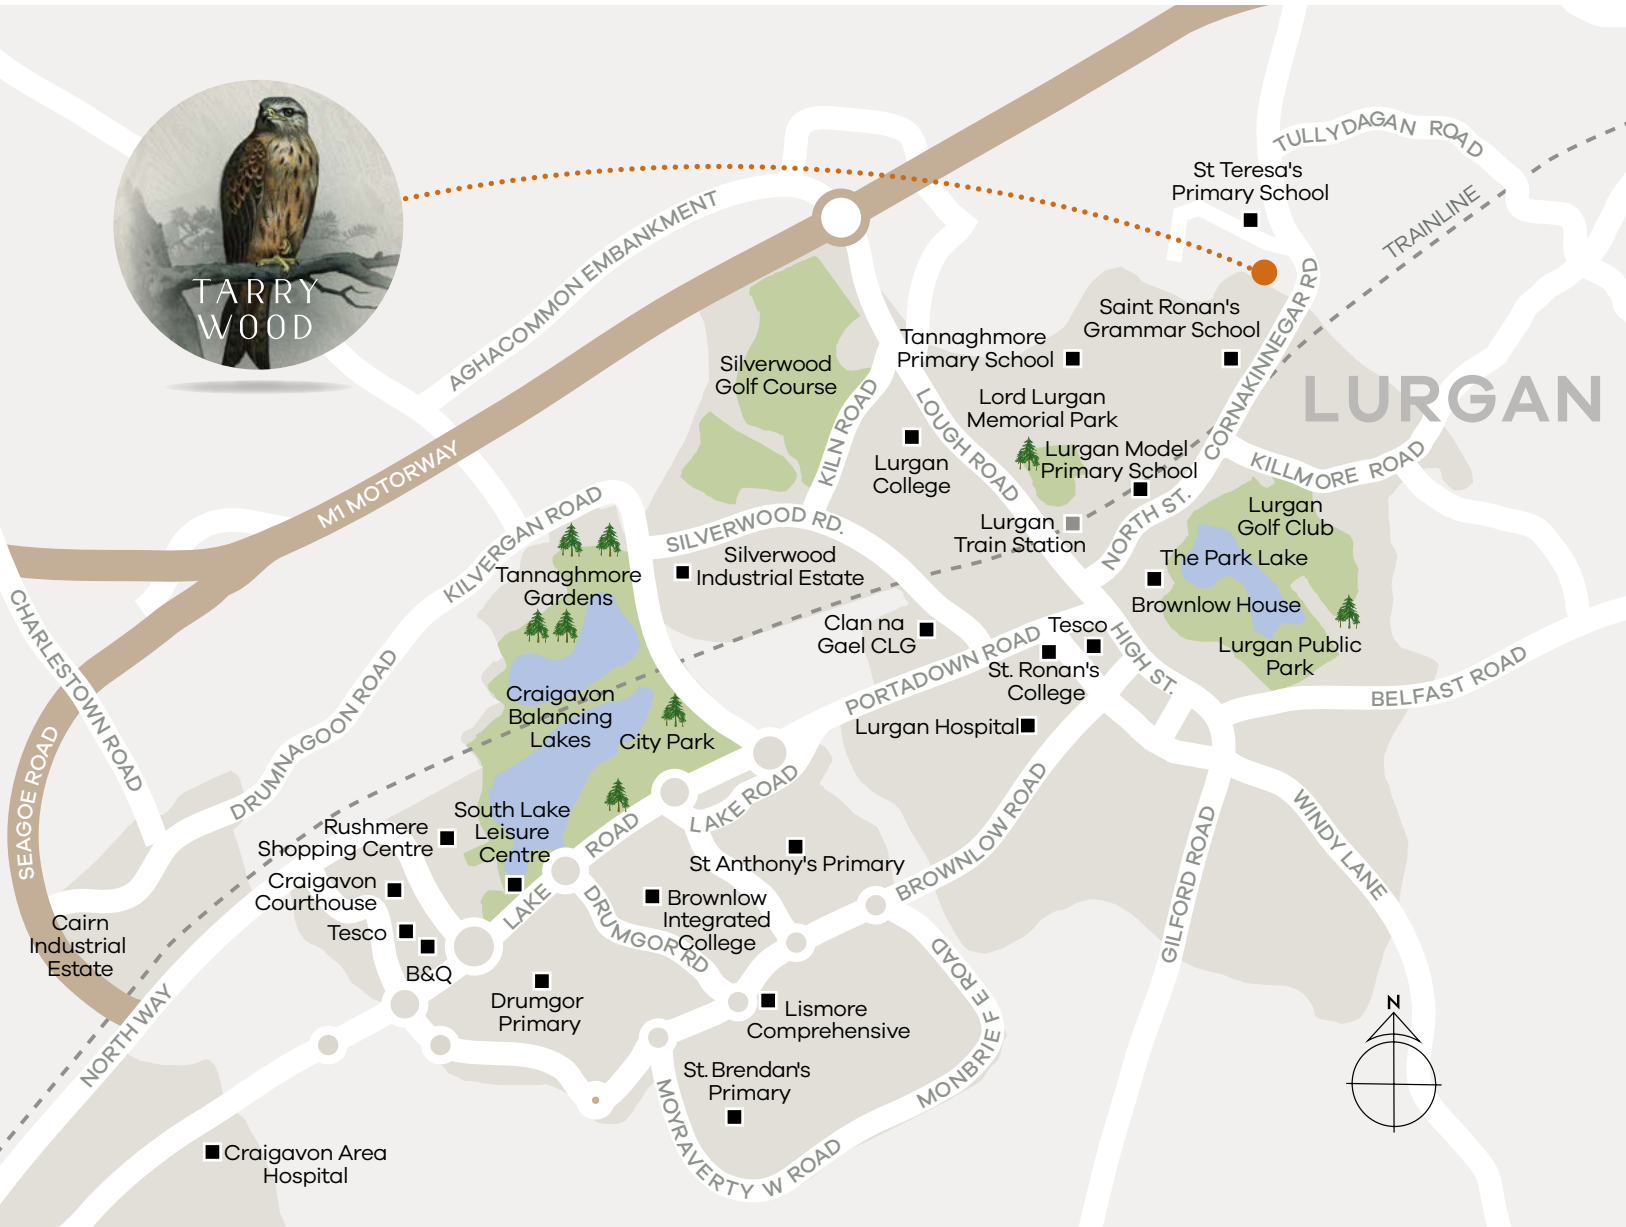 TULLYDAGAN ROAD
St Teresa's
Primary School
TRAINLINE
AGHACOMMON EMBANKMENT
TARRY
WOOD
CORNAKINNEGAR RD
Saint Ronan's
Grammar School
Tannaghmore
Primary School
Silverwood
Golf Course
LURGAN
KILN ROAD
LOUGH ROAD
Lord Lurgan
Memorial Park
Lurgan Model
Primary School
Lurgan
College
M1 MOTORWAY
KILLMORE ROAD
KILVERGAN ROAD
SILVERWOOD RD.
NORTH ST.
Lurgan
Golf Club
Lurgan
Train Station
Silverwood
Industrial Estate
The Park Lake
Tannaghmore
Gardens
Brownlow House
CHARLESTOWN ROAD
Clan na
Gael CLG
Tesco
HIGH ST.
PORTADOWN ROAD
St. Ronan's
College
Lurgan Public
Park
BELFAST ROAD
DRUMNAGOON ROAD
Craigavon
Balancing
Lakes
City Park
Lurgan Hospital
SEAGOE ROAD
LAKE ROAD
South Lake
Leisure
Centre
Rushmere
Shopping Centre
LAKE ROAD
BROWNLOW ROAD
GILFORD ROAD
WINDY LANE
St Anthony's Primary
Craigavon
Courthouse
Brownlow
Integrated
College
DRUMGOR RD
Cairn
Industrial
Estate
Tesco
B&Q
MONBRIEF E ROAD
Drumgor
Primary
Lismore
Comprehensive
NORTH WAY
N
St. Brendan's
Primary
MOYRAVERTY W ROAD
Craigavon Area
Hospital